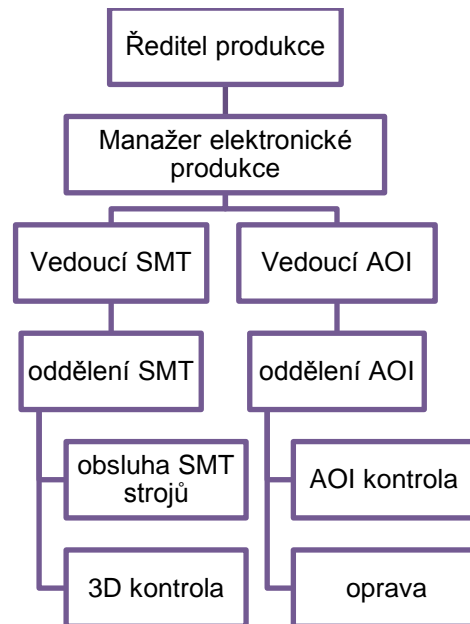 Ředitel produkce
Manažer elektronické
produkce
Vedoucí SMT
Vedoucí AOI
oddělení SMT
oddělení AOI
obsluha SMT
strojů
AOI kontrola
3D kontrola
oprava